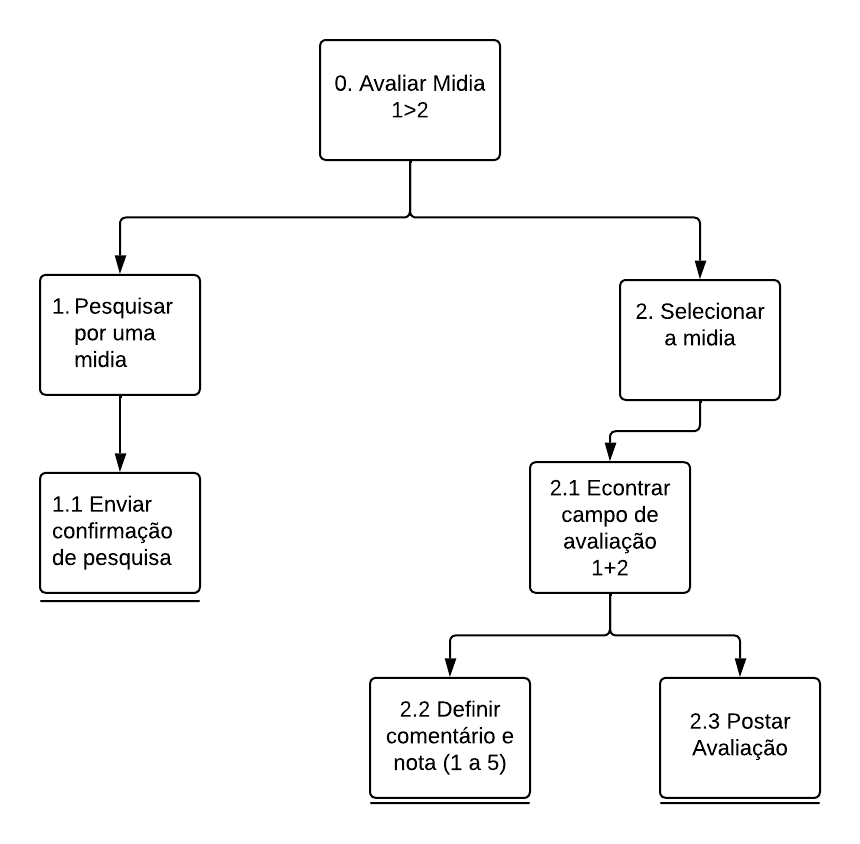 0. Avaliar Midia
1>2
1. Pesquisar
por uma
midia
2. Selecionar
a midia
1.1 Enviar
confirmação
de pesquisa
2.1 Econtrar
campo de
avaliação
1+2
2.2 Definir
comentário e
nota (1 a 5)
2.3 Postar
Avaliação